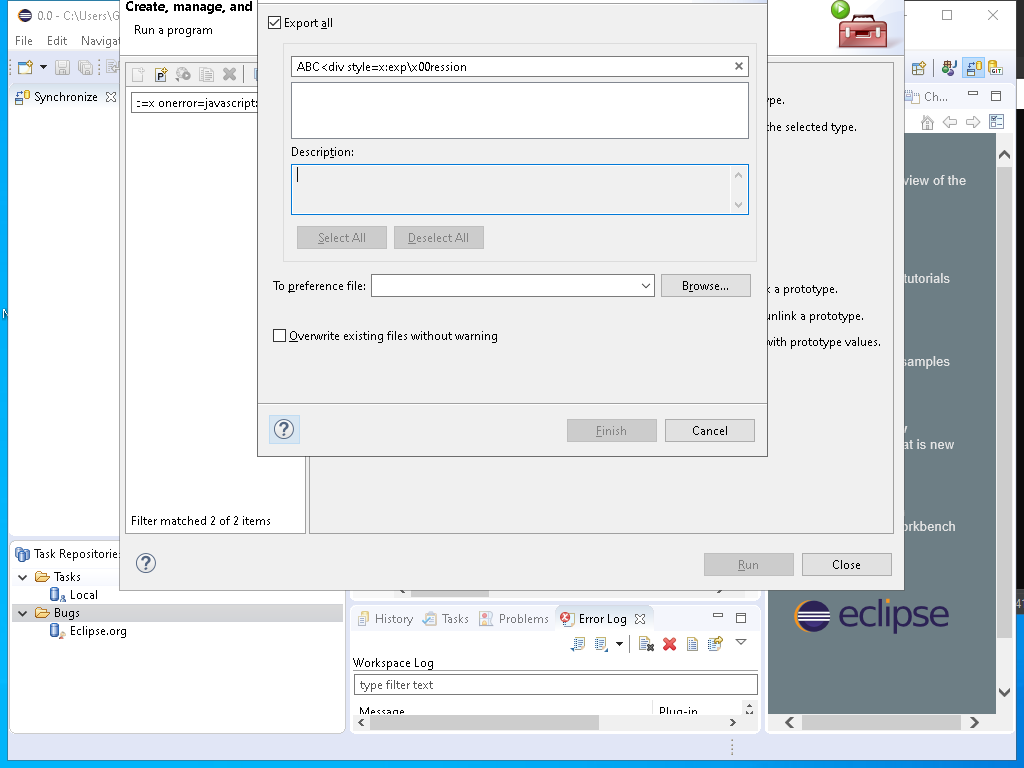 0.0 - C:\Users\G
Create, manage, and
Run a program
File Edit Navigat
Export all
ABC<div style=x:exp\x00ression
Synchronize
:=x onerror=javascript:
Ch...
ype.
the selected type.
Description:
view of the
Select All
Deselect All
tutorials
To preference file:
Browse...
k a prototype.
unlink a prototype.
Overwrite existing files without warning
with prototype values.
samples
Finish
Cancel
at is new
Filter matched 2 of 2 items
orkbench
Task Repositories
Run
Close
Tasks
Local
Bugs
Eclipse.org
History
Tasks
Problems
Error Log
eclipse
Workspace Log
type filter text
Message
Plug-in